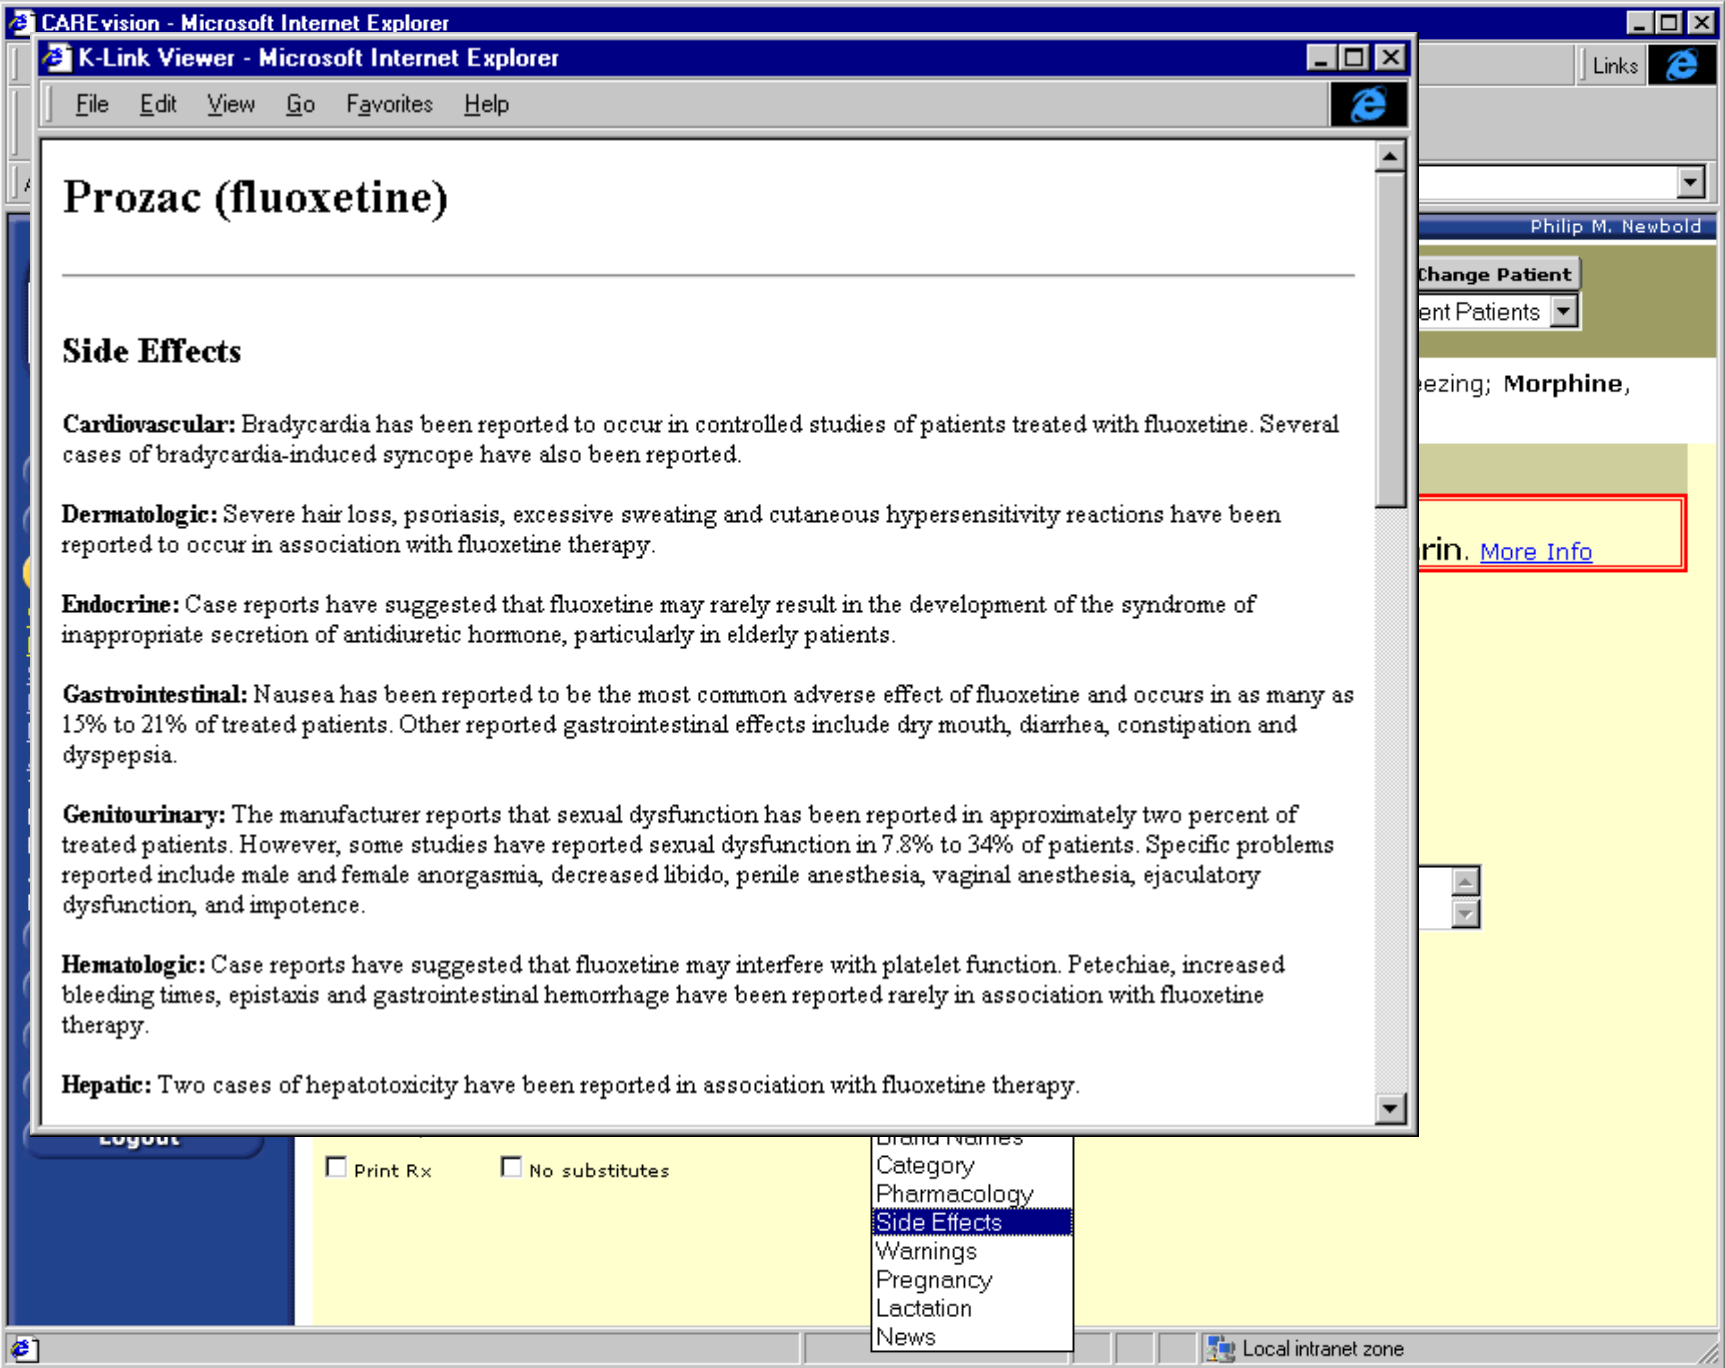 CAREvision - Microsoft Internet Explorer
K-Link Viewer - Microsoft Internet Explorer
Links
File Edit View Go Favorites Help
Prozac (fluoxetine)
Philip M. Newbold
Change Patient
ent Patients
Side Effects
eezing; Morphine,
Cardiovascular: Bradycardia has been reported to occur in controlled studies of patients treated with fluoxetine. Several
cases of bradycardia-induced syncope have also been reported.
Dermatologic: Severe hair loss, psoriasis, excessive sweating and cutaneous hypersensitivity reactions have been
reported to occur in association with fluoxetine therapy.
rin. More Info
Endocrine: Case reports have suggested that fluoxetine may rarely result in the development of the syndrome of
inappropriate secretion of antidiuretic hormone, particularly in elderly patients.
Gastrointestinal: Nausea has been reported to be the most common adverse effect of fluoxetine and occurs in as many as
15% to 21% of treated patients. Other reported gastrointestinal effects include dry mouth, diarrhea, constipation and
dyspepsia.
Genitourinary: The manufacturer reports that sexual dysfunction has been reported in approximately two percent of
treated patients. However, some studies have reported sexual dysfunction in 7.8% to 34% of patients. Specific problems
reported include male and female anorgasmia, decreased libido, penile anesthesia, vaginal anesthesia, ejaculatory
dysfunction, and impotence.
Hematologic: Case reports have suggested that fluoxetine may interfere with platelet function. Petechiae, increased
bleeding times, epistaxis and gastrointestinal hemorrhage have been reported rarely in association with fluoxetine
therapy.
Hepatic: Two cases of hepatotoxicity have been reported in association with fluoxetine therapy.
Logout
Brand Names
Print Rx No substitutes
Category
Pharmacology
Side Effects
Warnings
Pregnancy
Lactation
News
Local intranet zone